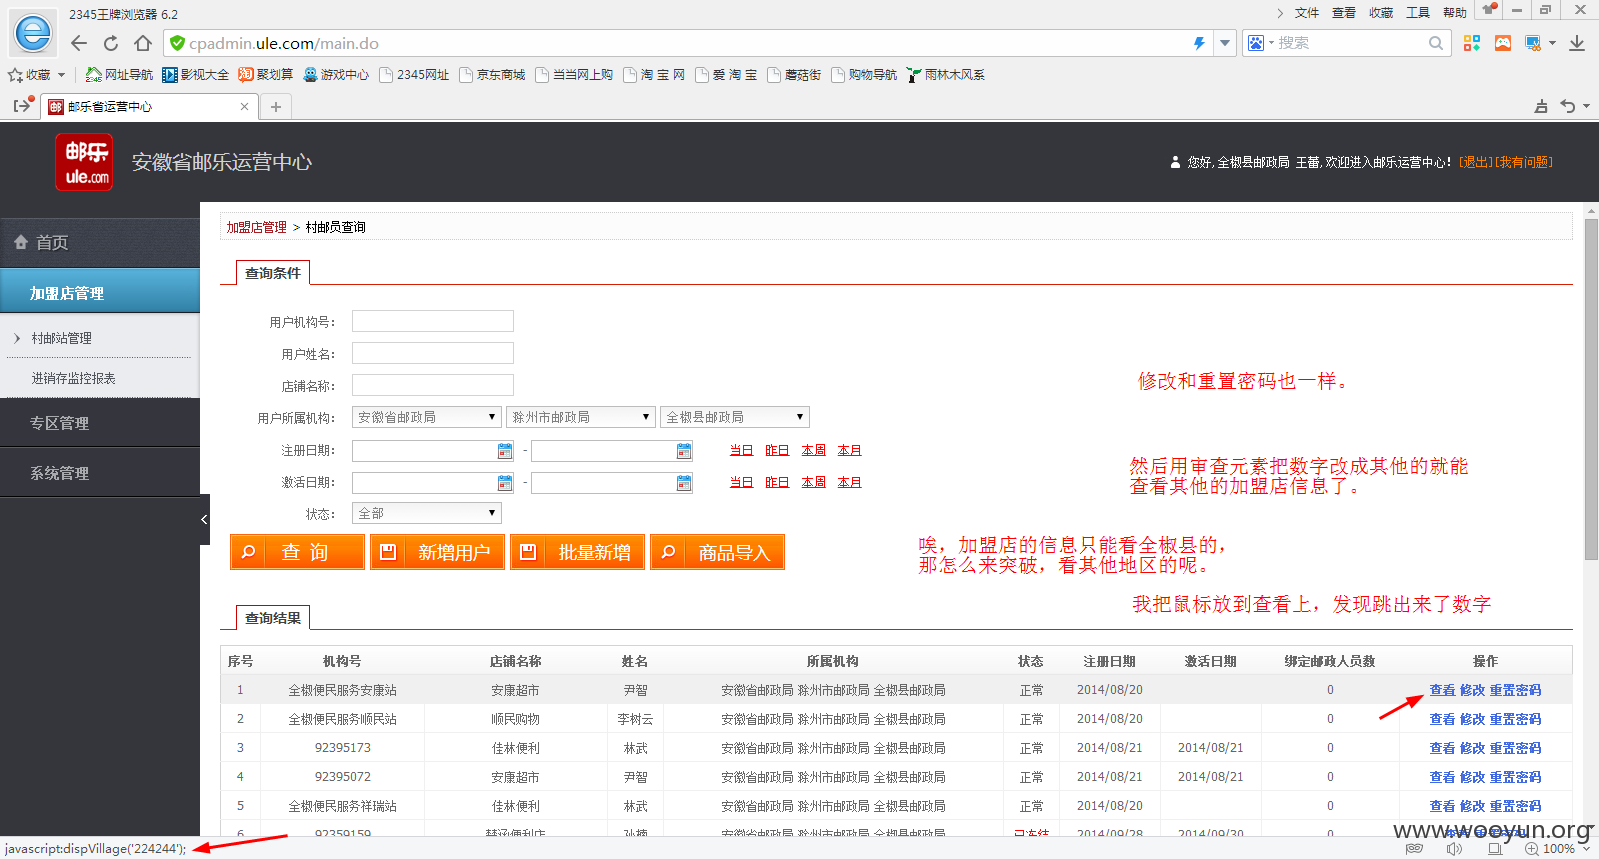 2345王牌浏览器 6.2
文件 查看 收藏 工具 帮助
cpadmin.ule.com/main.do
搜索
收藏 网址导航 影视大全 聚划算 游戏中心 2345网址 京东商城 当当网上购 淘 宝 网 爱 淘 宝 蘑菇街 购物导航 雨林木风系
邮乐省运营中心
邮乐
ule.com
安徽省邮乐运营中心
您好, 全椒县邮政局 王蕾, 欢迎进入邮乐运营中心! [退出][我有问题]
首页
加盟店管理
村邮站管理
进销存监控报表
专区管理
系统管理
加盟店管理 > 村邮员查询
查询条件
用户机构号:
用户姓名:
店铺名称:
用户所属机构: 安徽省邮政局 滁州市邮政局 全椒县邮政局
注册日期: - 当日 昨日 本周 本月
激活日期: - 当日 昨日 本周 本月
状态: 全部
查 询 新增用户 批量新增 商品导入
修改和重置密码也一样。
然后用审查元素把数字改成其他的就能
查看其他的加盟店信息了。
唉，加盟店的信息只能看全椒县的，
那怎么来突破，看其他地区的呢。
我把鼠标放到查看上，发现跳出来了数字
查询结果
序号 机构号 店铺名称 姓名 所属机构 状态 注册日期 激活日期 绑定邮政人员数 操作
1 全椒便民服务安康站 安康超市 尹智 安徽省邮政局 滁州市邮政局 全椒县邮政局 正常 2014/08/20 0 查看 修改 重置密码
2 全椒便民服务顺民站 顺民购物 李树云 安徽省邮政局 滁州市邮政局 全椒县邮政局 正常 2014/08/20 0 查看 修改 重置密码
3 92395173 佳林便利 林武 安徽省邮政局 滁州市邮政局 全椒县邮政局 正常 2014/08/21 2014/08/21 0 查看 修改 重置密码
4 92395072 安康超市 尹智 安徽省邮政局 滁州市邮政局 全椒县邮政局 正常 2014/08/21 2014/08/21 0 查看 修改 重置密码
5 全椒便民服务祥瑞站 佳林便利 林武 安徽省邮政局 滁州市邮政局 全椒县邮政局 正常 2014/08/20 0 查看 修改 重置密码
6 92359159 安徽省邮政局 滁州市邮政局 全椒县邮政局 已冻结 2014/09/28 2014/09/30 0 查看 修改 重置密码
www.wooyun.org
javascript:dispVillage('224244');
100%